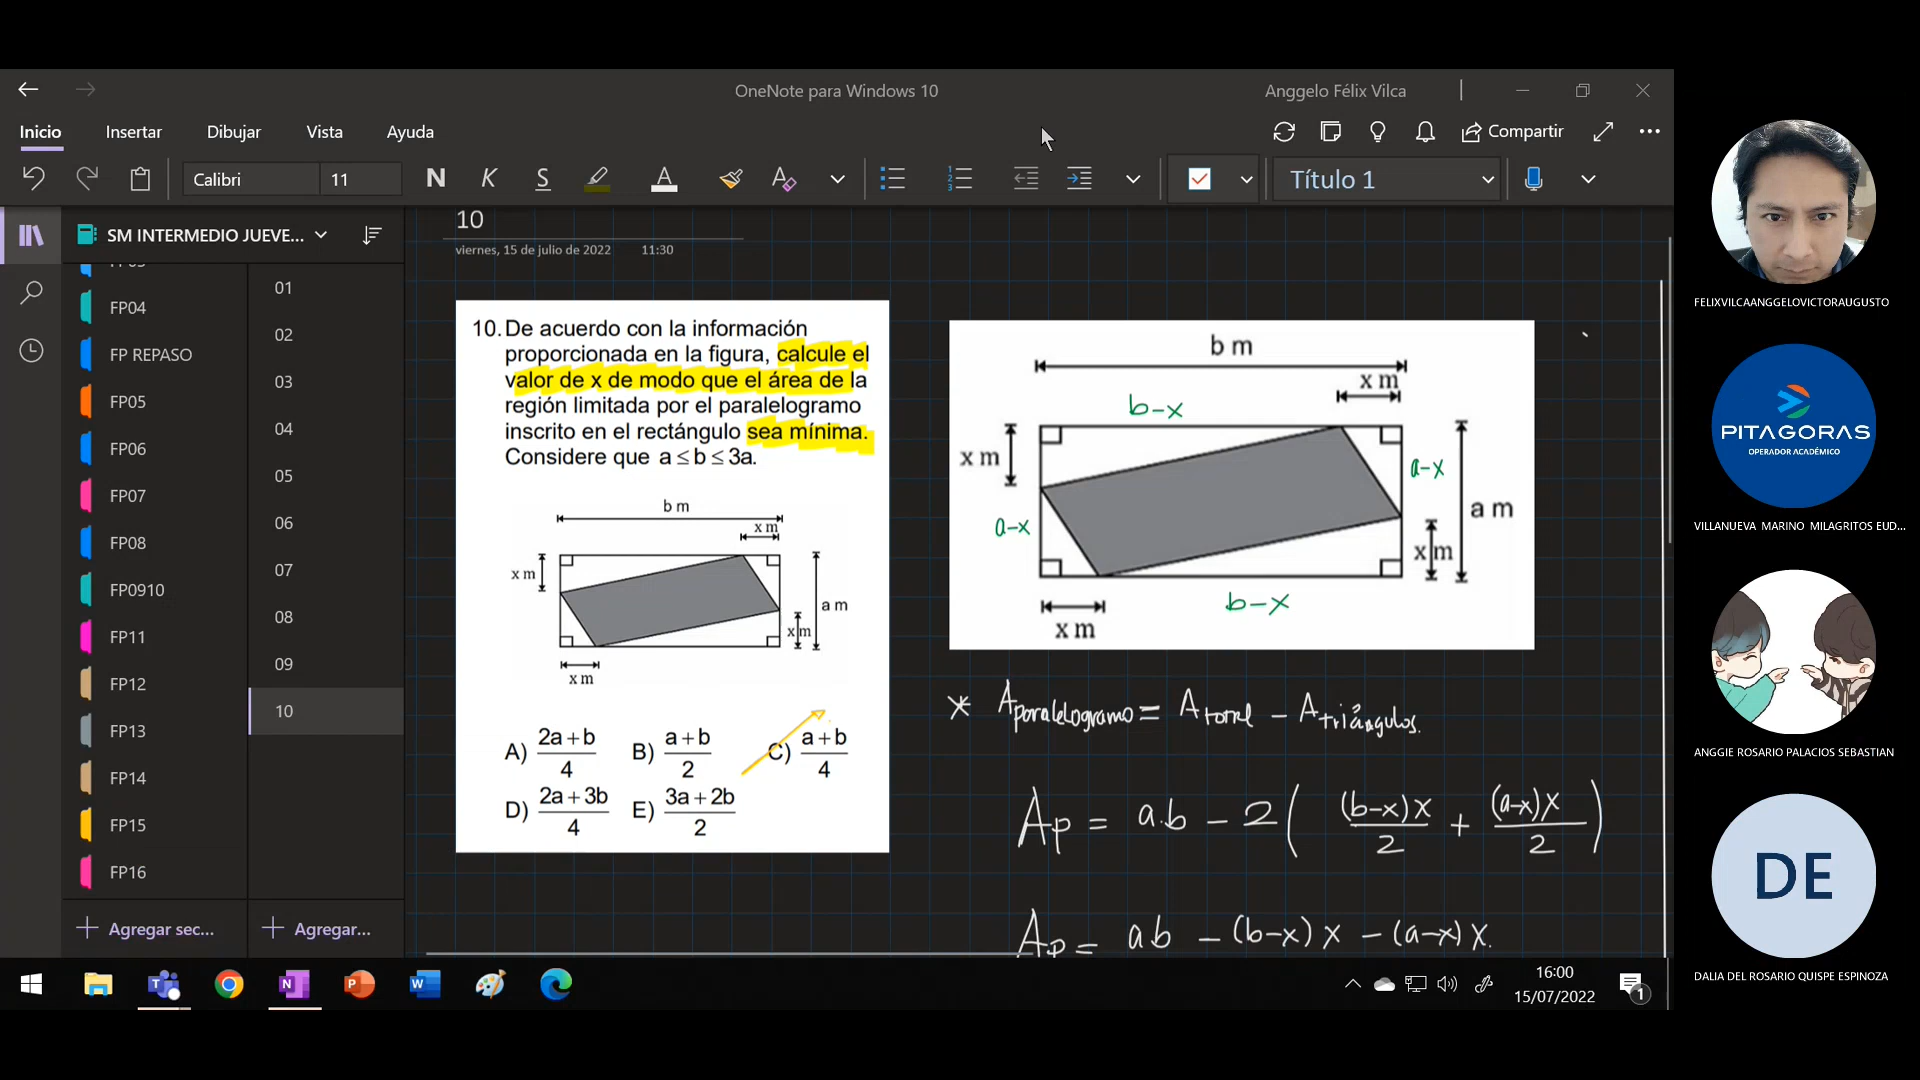 OneNote para Windows 10
Anggelo Félix Vilca
Inicio
Insertar
Dibujar
Vista
Ayuda
Compartir
Calibri
11
N
K
S
A
A
Título 1
SM INTERMEDIO JUEVE...
FP04
FP REPASO
FP05
FP06
FP07
FP08
FP0910
FP11
FP12
FP13
FP14
FP15
FP16
Agregar sec...
01
02
03
04
05
06
07
08
09
10
Agregar...
10
viernes, 15 de julio de 2022 11:30
10. De acuerdo con la información
proporcionada en la figura, calcule el
valor de x de modo que el área de la
región limitada por el paralelogramo
inscrito en el rectángulo sea mínima.
Considere que a ≤ b ≤ 3a.
b m
x m
x m
a m
x m
x m
A) 2a + b / 4 B) a + b / 2 C) a + b / 4
D) 2a + 3b / 4 E) 3a + 2b / 2
b m
x m
b-x
x m
a-x
a-x
a m
x m
b-x
x m
* Aparalelogramo = Atotal - Atriángulos.
Ap = a.b - 2( (b-x)x / 2 + (a-x)x / 2 )
Ap = ab - (b-x) x - (a-x) x.
FELIXVILCAANGGELOVICTORAUGUSTO
PITAGORAS
OPERADOR ACADÉMICO
VILLANUEVA MARINO MILAGRITOS EUD...
ANGGIE ROSARIO PALACIOS SEBASTIAN
DE
DALIA DEL ROSARIO QUISPE ESPINOZA
16:00
15/07/2022
1